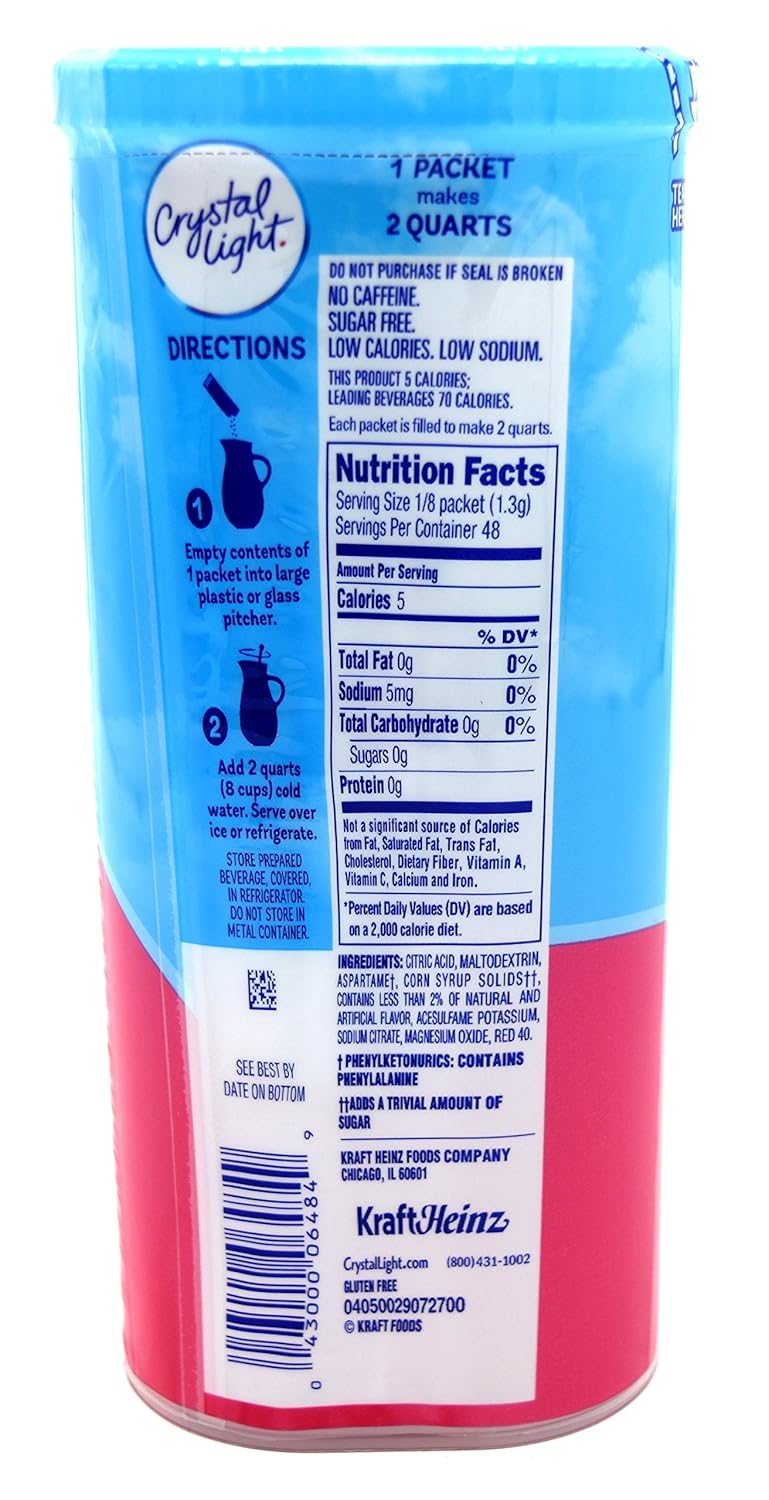 Crystal
Light.
1 PACKET
makes
2 QUARTS
DIRECTIONS
1
Empty contents of
1 packet into large
plastic or glass
pitcher.
2
Add 2 quarts
(8 cups) cold
water. Serve over
ice or refrigerate.
STORE PREPARED
BEVERAGE, COVERED,
IN REFRIGERATOR.
DO NOT STORE IN
METAL CONTAINER.
SEE BEST BY
DATE ON BOTTOM
0 43000 06484 9
DO NOT PURCHASE IF SEAL IS BROKEN
NO CAFFEINE.
SUGAR FREE.
LOW CALORIES. LOW SODIUM.
THIS PRODUCT 5 CALORIES;
LEADING BEVERAGES 70 CALORIES.
Each packet is filled to make 2 quarts.
Nutrition Facts
Serving Size 1/8 packet (1.3g)
Servings Per Container 48
Amount Per Serving
Calories 5
% DV*
Total Fat 0g 0%
Sodium 5mg 0%
Total Carbohydrate 0g 0%
Sugars 0g
Protein 0g
Not a significant source of Calories
from Fat, Saturated Fat, Trans Fat,
Cholesterol, Dietary Fiber, Vitamin A,
Vitamin C, Calcium and Iron.
*Percent Daily Values (DV) are based
on a 2,000 calorie diet.
INGREDIENTS: CITRIC ACID, MALTODEXTRIN,
ASPARTAME†, CORN SYRUP SOLIDS††,
CONTAINS LESS THAN 2% OF NATURAL AND
ARTIFICIAL FLAVOR, ACESULFAME POTASSIUM,
SODIUM CITRATE, MAGNESIUM OXIDE, RED 40.
† PHENYLKETONURICS: CONTAINS
PHENYLALANINE
††ADDS A TRIVIAL AMOUNT OF
SUGAR
KRAFT HEINZ FOODS COMPANY
CHICAGO, IL 60601
KraftHeinz
CrystalLight.com (800)431-1002
GLUTEN FREE
04050029072700
© KRAFT FOODS